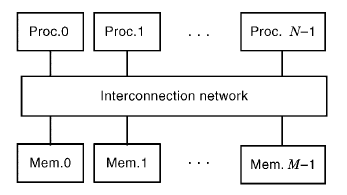 Proc.0 Proc.1 . . . Proc. N–1
Interconnection network
Mem.0 Mem.1 . . . Mem. M–1